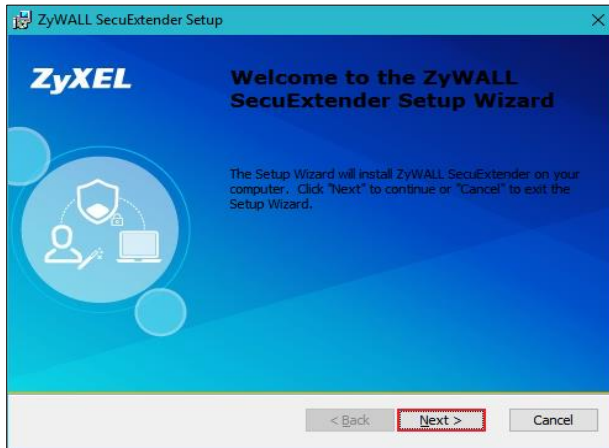 ZyWALL SecuExtender Setup
ZyXEL
Welcome to the ZyWALL
SecuExtender Setup Wizard
The Setup Wizard will install ZyWALL SecuExtender on your
computer. Click "Next" to continue or "Cancel" to exit the
Setup Wizard.
< Back
Next >
Cancel